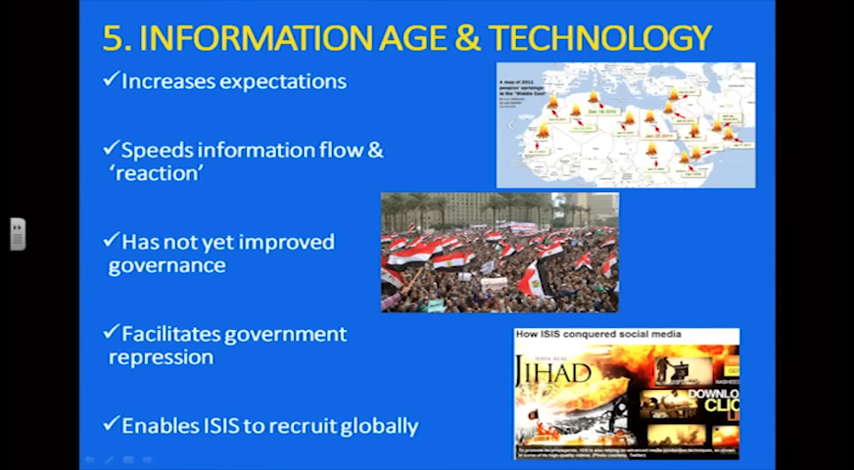 5. INFORMATION AGE & TECHNOLOGY
✓Increases expectations
A map of 2011
peoples' uprisings
in the "Middle East"
✓Speeds information flow &
'reaction'
✓Has not yet improved
governance
✓Facilitates government
repression
How ISIS conquered social media
JIHAD
DOWNLO
CLIC
✓Enables ISIS to recruit globally